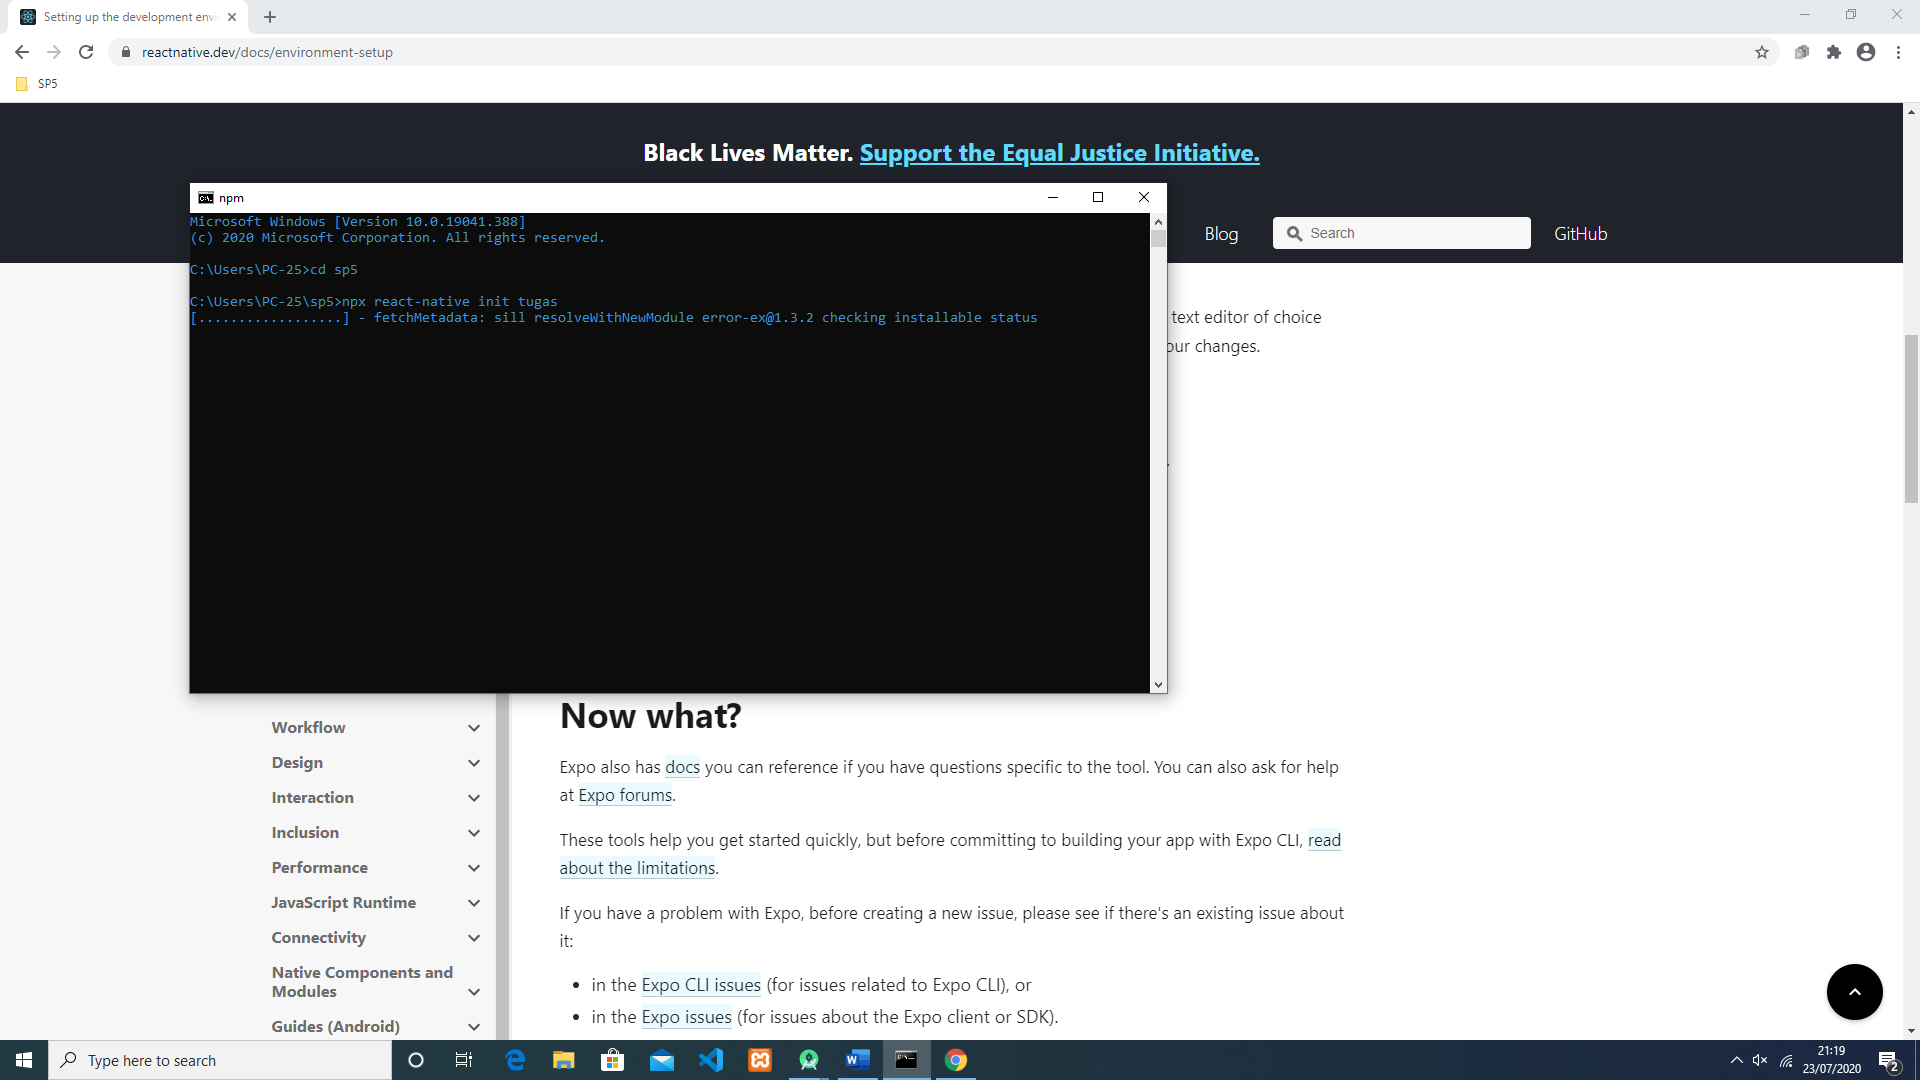 Setting up the development envi
reactnative.dev/docs/environment-setup
SP5
Black Lives Matter. Support the Equal Justice Initiative.
Blog
Search
GitHub
npm
Microsoft Windows [Version 10.0.19041.388]
(c) 2020 Microsoft Corporation. All rights reserved.
C:\Users\PC-25>cd sp5
C:\Users\PC-25\sp5>npx react-native init tugas
[..................] - fetchMetadata: sill resolveWithNewModule error-ex@1.3.2 checking installable status
text editor of choice
our changes.
Workflow
Design
Interaction
Inclusion
Performance
JavaScript Runtime
Connectivity
Native Components and
Modules
Guides (Android)
Now what?
Expo also has docs you can reference if you have questions specific to the tool. You can also ask for help
at Expo forums.
These tools help you get started quickly, but before committing to building your app with Expo CLI, read
about the limitations.
If you have a problem with Expo, before creating a new issue, please see if there's an existing issue about
it:
in the Expo CLI issues (for issues related to Expo CLI), or
in the Expo issues (for issues about the Expo client or SDK).
Type here to search
21:19
23/07/2020
2